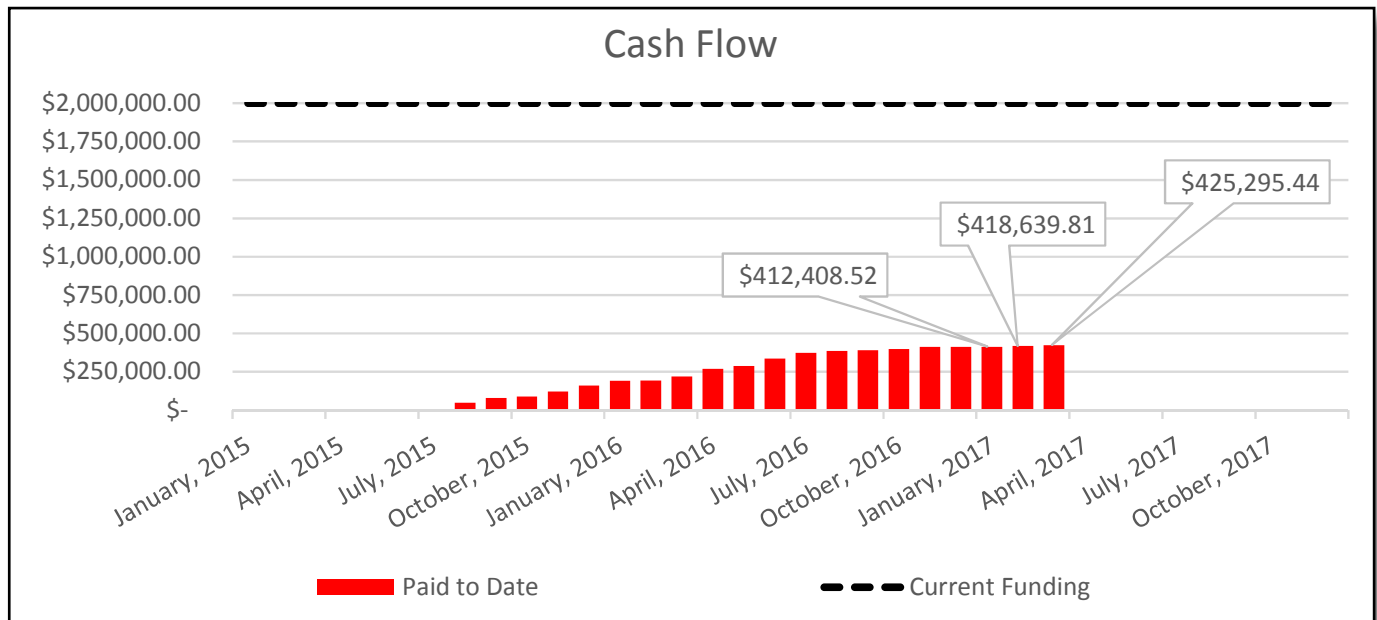 Cash Flow
$2,000,000.00
$1,750,000.00
$1,500,000.00
$1,250,000.00
$1,000,000.00
$750,000.00
$500,000.00
$250,000.00
$-
$412,408.52
$418,639.81
$425,295.44
January, 2015
April, 2015
July, 2015
October, 2015
January, 2016
April, 2016
July, 2016
October, 2016
January, 2017
April, 2017
July, 2017
October, 2017
Paid to Date
Current Funding